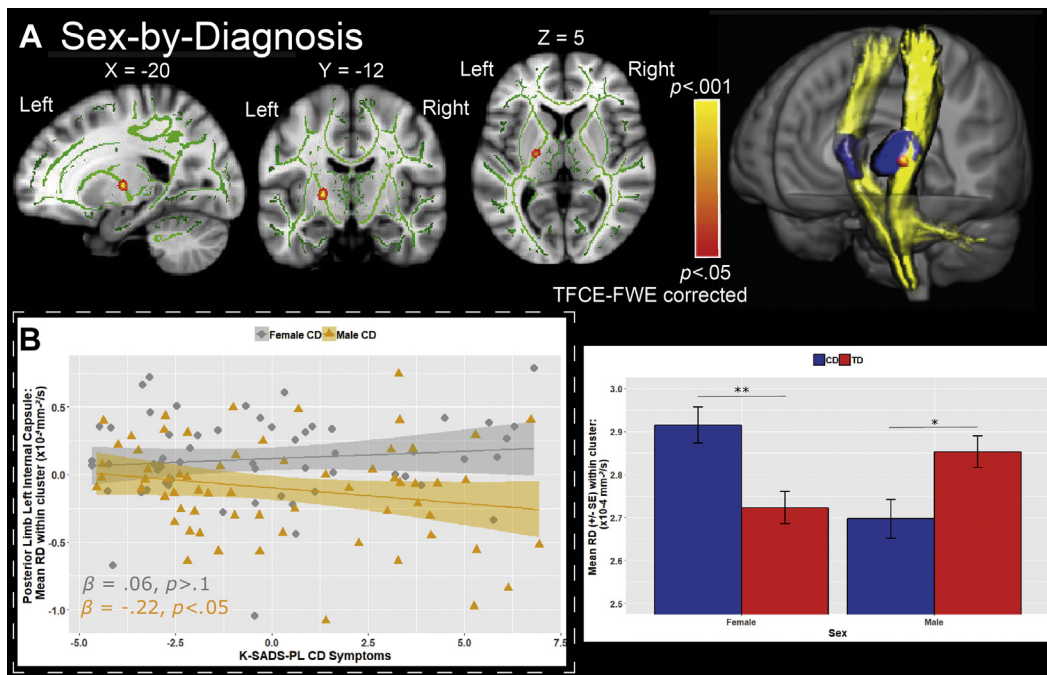 A Sex-by-Diagnosis
X = -20
Y = -12
Z = 5
Left
Left
Right
Left
Right
p<.001
p<.05
TFCE-FWE corrected
B
Female CD Male CD
Posterior Limb Left Internal Capsule:
Mean RD within cluster (x10⁻⁴mm⁻²/s)
0.5
0.0
-0.5
-1.0
β = .06, p>.1
β = -.22, p<.05
-5.0 -2.5 0.0 2.5 5.0 7.5
K-SADS-PL CD Symptoms
CD TD
Mean RD (+/- SE) within cluster:
(x10-4 mm-²/s)
3.0
2.9
2.8
2.7
2.6
2.5
**
*
Female Male
Sex